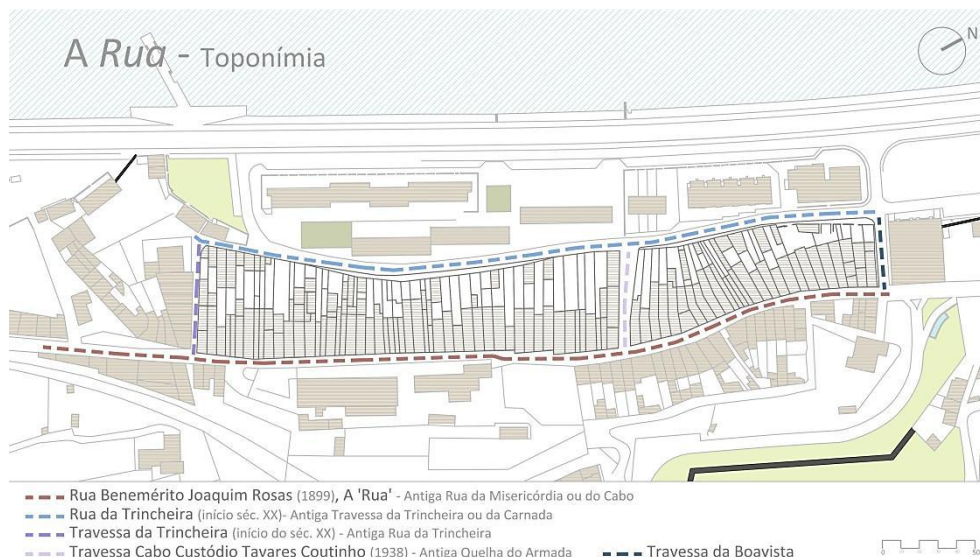 A Rua - Toponímia
N
Rua Benemérito Joaquim Rosas (1899), A 'Rua' - Antiga Rua da Misericórdia ou do Cabo
Rua da Trincheira (início séc. XX)- Antiga Travessa da Trincheira ou da Carnada
Travessa da Trincheira (início do séc. XX) - Antiga Rua da Trincheira
Travessa Cabo Custódio Tavares Coutinho (1938) - Antiga Quelha do Armada
Travessa da Boavista